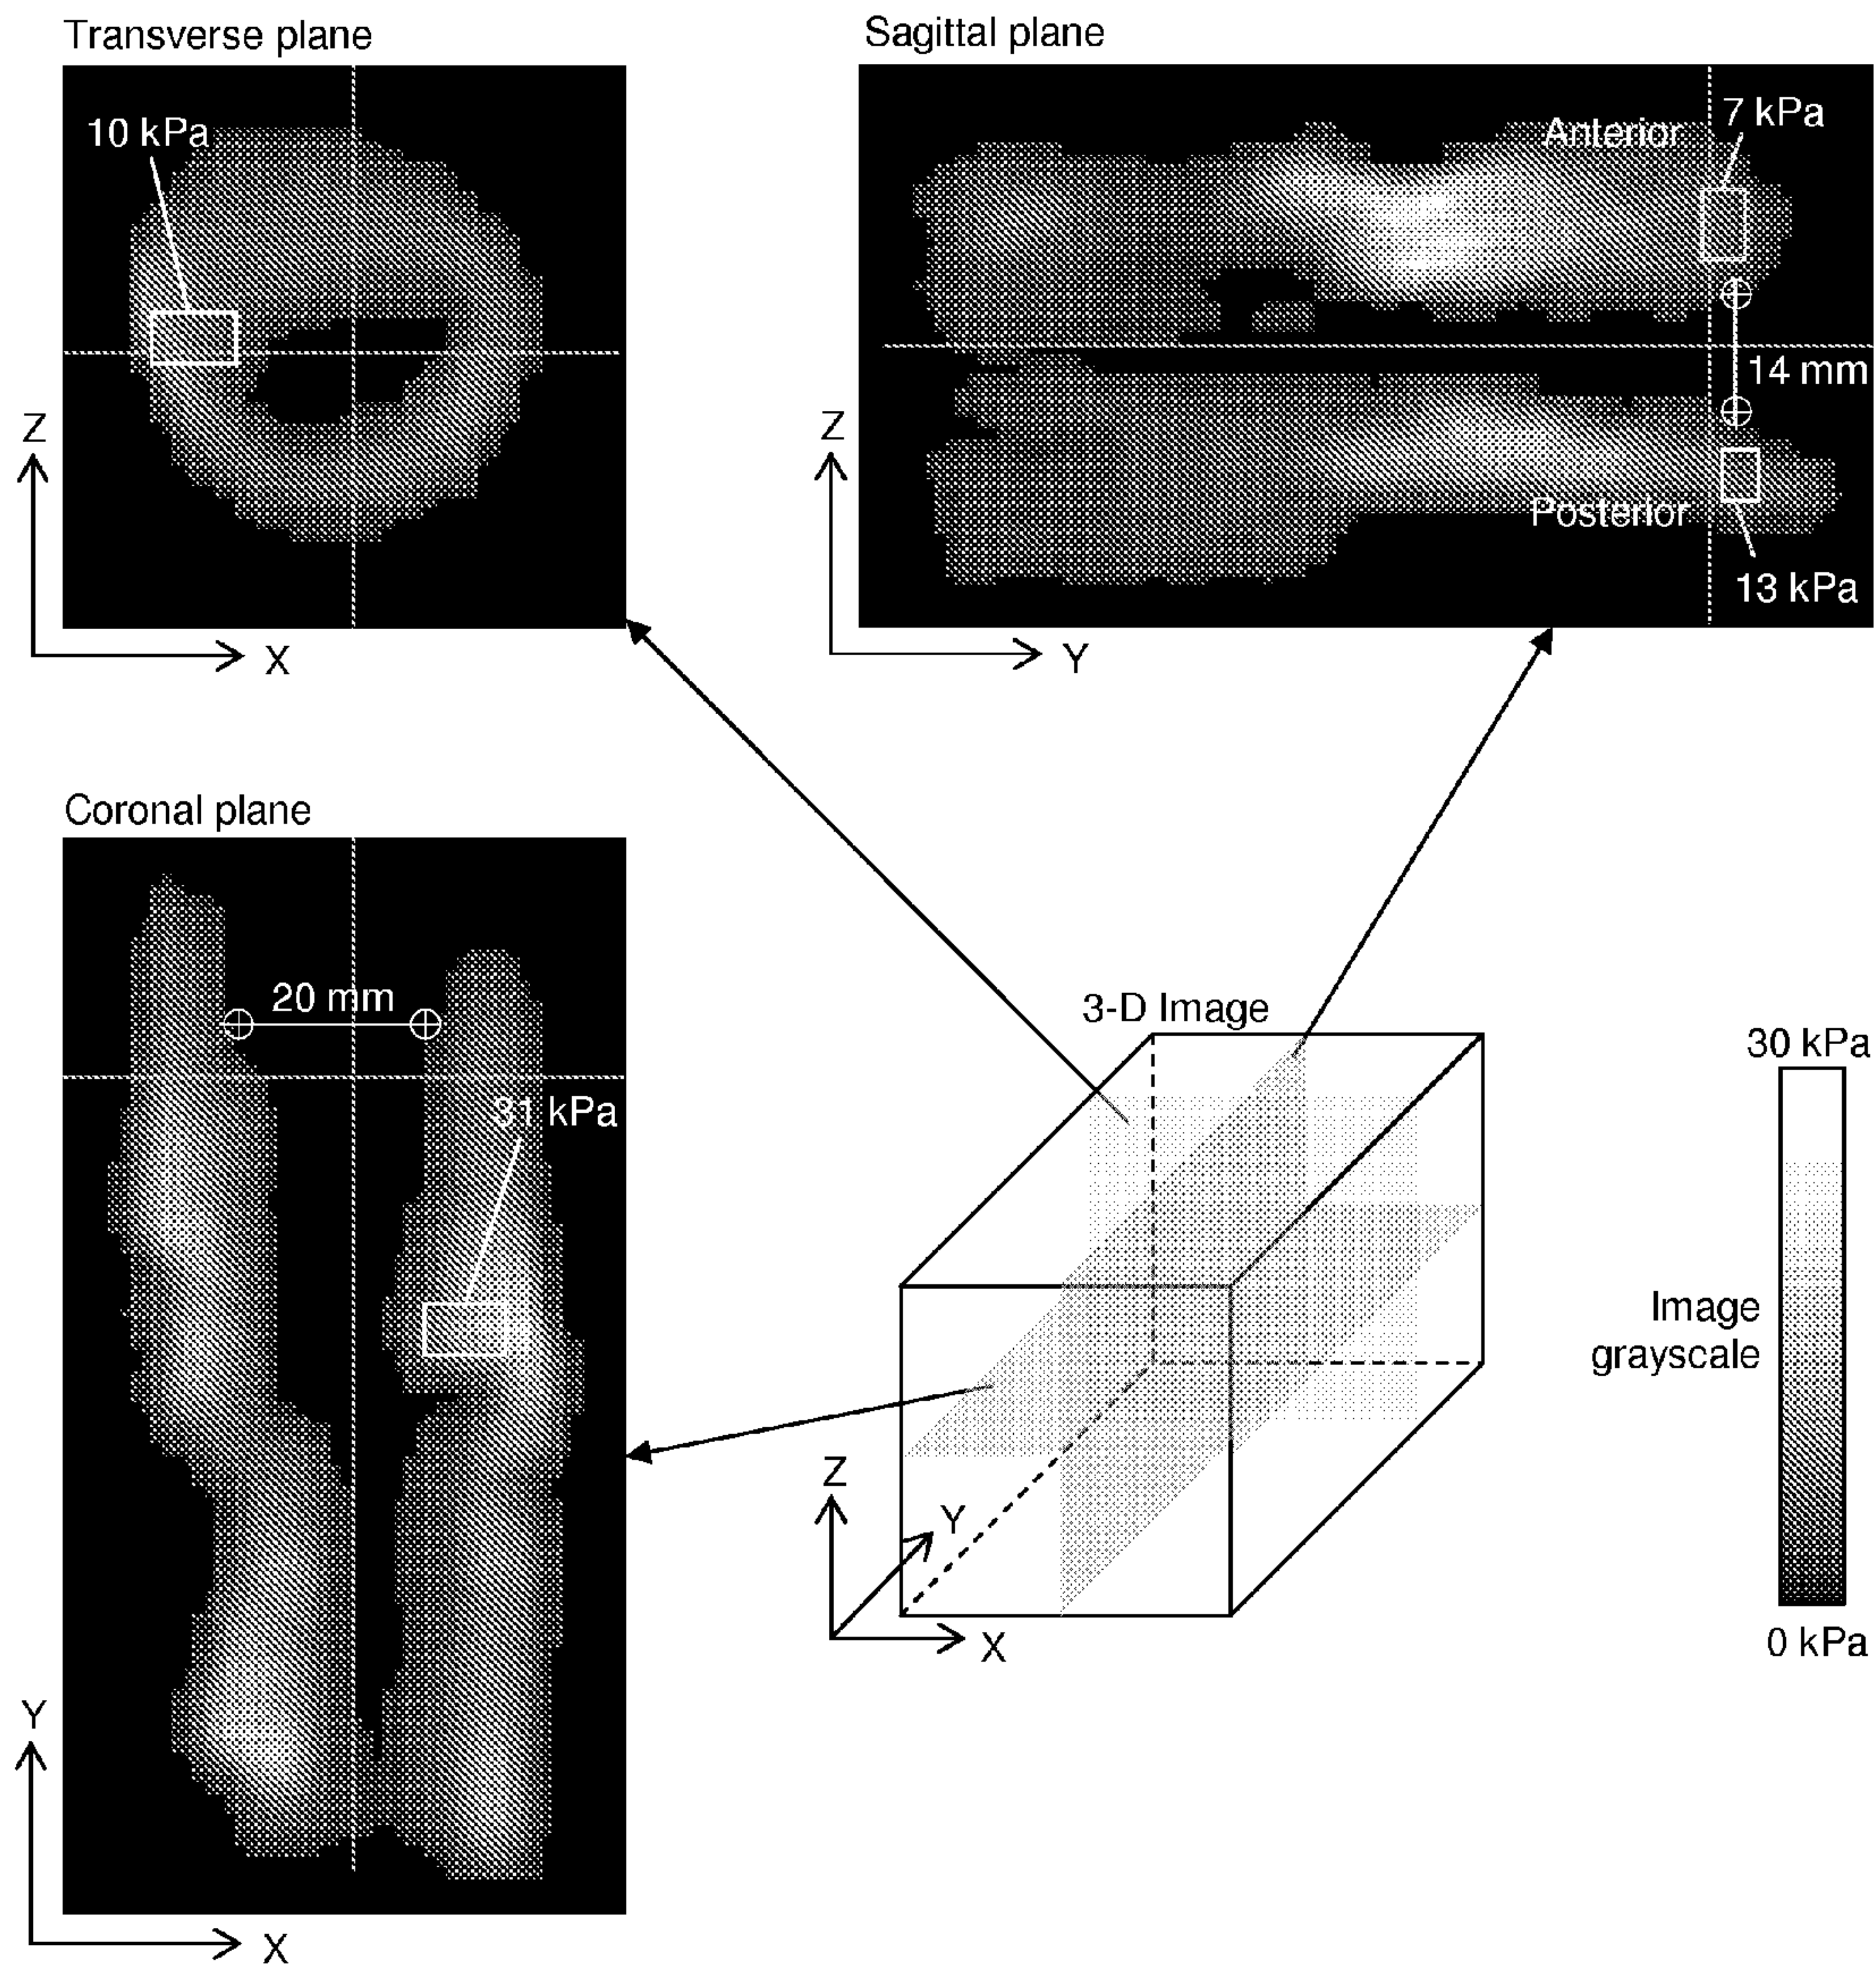 Transverse plane
10 kPa
Z
X
Sagittal plane
Anterior
7 kPa
14 mm
Posterior
13 kPa
Z
Y
Coronal plane
20 mm
31 kPa
Y
X
3-D Image
Z
Y
X
30 kPa
Image
grayscale
0 kPa